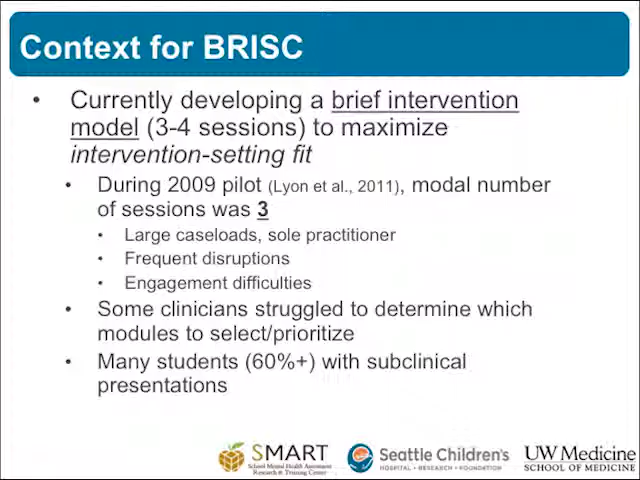 Context for BRISC
• Currently developing a brief intervention
model (3-4 sessions) to maximize
intervention-setting fit
• During 2009 pilot (Lyon et al., 2011), modal number
of sessions was 3
• Large caseloads, sole practitioner
• Frequent disruptions
• Engagement difficulties
• Some clinicians struggled to determine which
modules to select/prioritize
• Many students (60%+) with subclinical
presentations
SMART
School Mental Health Assessment
Research & Training Center
Seattle Children's
HOSPITAL • RESEARCH • FOUNDATION
UW Medicine
SCHOOL OF MEDICINE